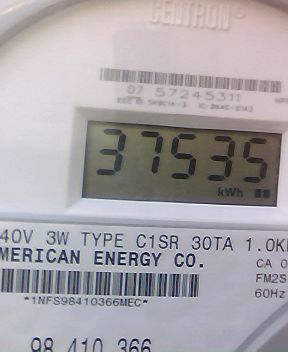 CENTRON®
07 57245311
37535
kWh
40V 3W TYPE C1SR 30TA 1.0K
MERICAN ENERGY CO.
CA 0
FM2S
60Hz
*1NFS98410366MEC*
98 410 366